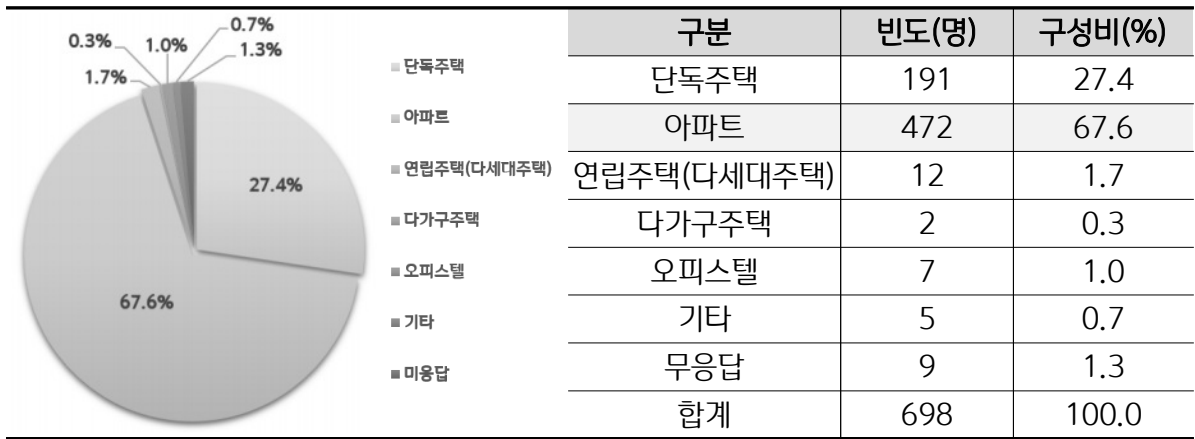 0.7%
0.3%
1.0%
1.3%
1.7%
27.4%
67.6%
단독주택
아파트
연립주택(다세대주택)
다가구주택
오피스텔
기타
미응답
구분 빈도(명) 구성비(%)
단독주택 191 27.4
아파트 472 67.6
연립주택(다세대주택) 12 1.7
다가구주택 2 0.3
오피스텔 7 1.0
기타 5 0.7
무응답 9 1.3
합계 698 100.0